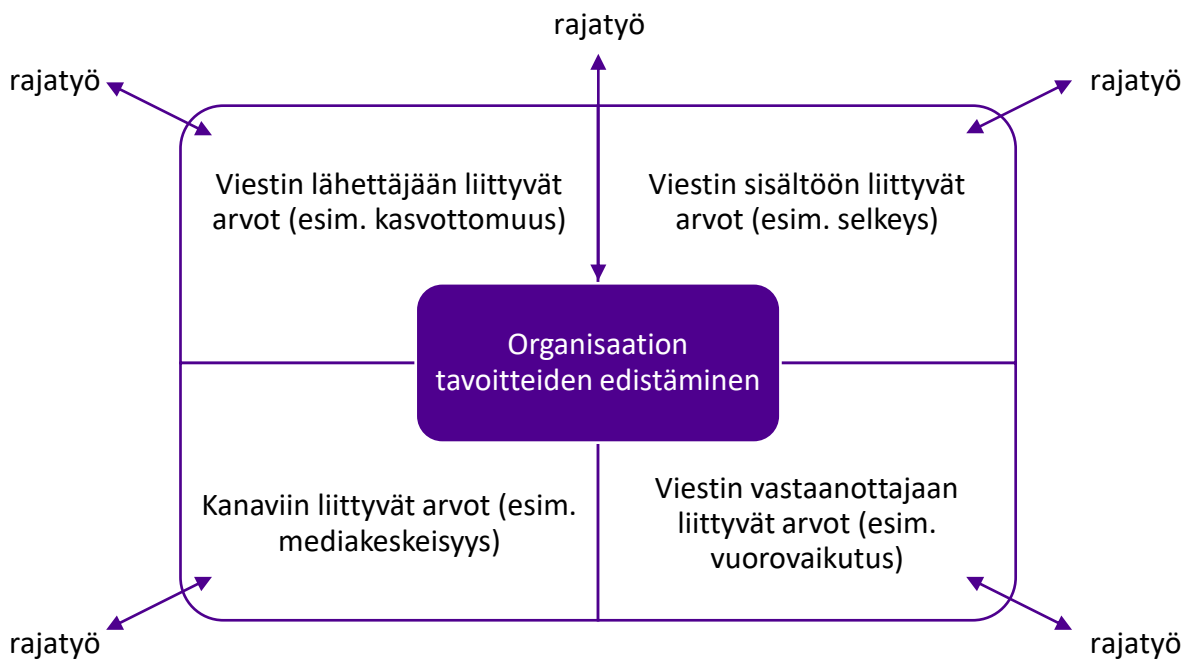 rajatyö
rajatyö
rajatyö
Viestin lähettäjään liittyvät
arvot (esim. kasvottomuus)
Viestin sisältöön liittyvät
arvot (esim. selkeys)
Organisaation
tavoitteiden edistäminen
Kanaviin liittyvät arvot (esim.
mediakeskeisyys)
Viestin vastaanottajaan
liittyvät arvot (esim.
vuorovaikutus)
rajatyö
rajatyö